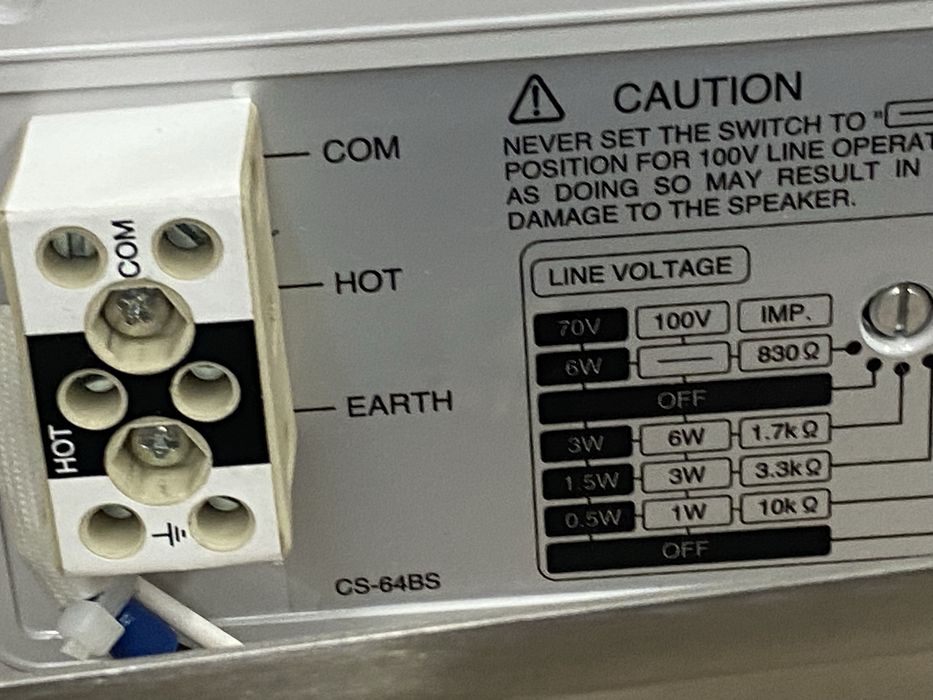 COM
HOT
EARTH
COM
HOT
CS-64BS
CAUTION
NEVER SET THE SWITCH TO "
POSITION FOR 100V LINE OPERAT
AS DOING SO MAY RESULT IN
DAMAGE TO THE SPEAKER.
LINE VOLTAGE
70V 100V IMP.
6W — 830Ω
OFF
3W 6W 1.7kΩ
1.5W 3W 3.3kΩ
0.5W 1W 10kΩ
OFF